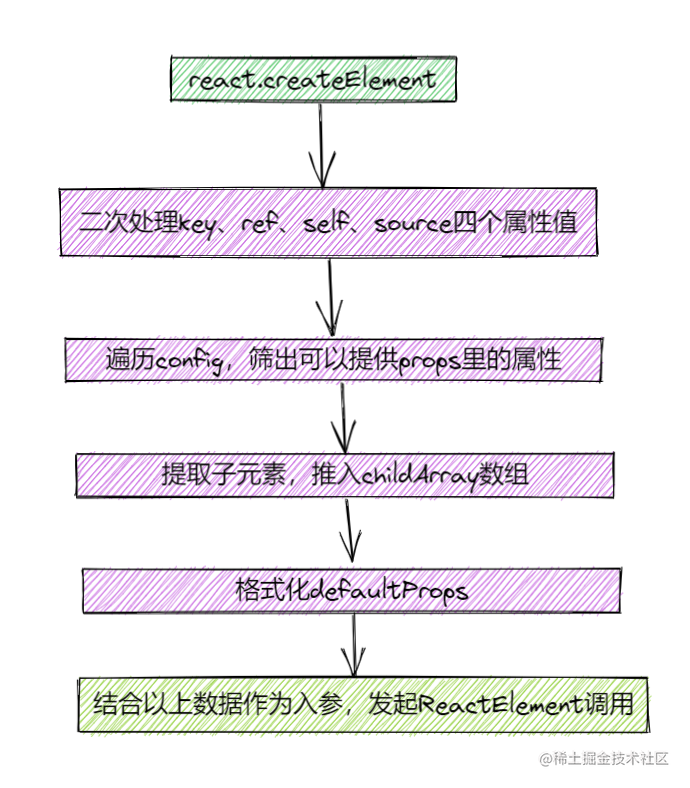 react.createElement
二次处理key、ref、self、source四个属性值
遍历config，筛出可以提供props里的属性
提取子元素，推入childArray数组
格式化defaultProps
结合以上数据作为入参，发起ReactElement调用
@稀土掘金技术社区